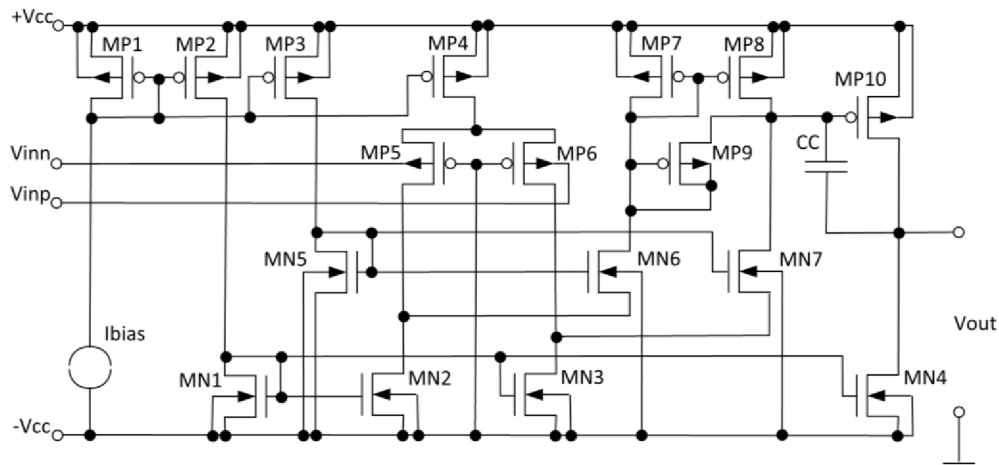 +Vcc
MP1
MP2
MP3
MP4
MP7
MP8
MP10
CC
Vinn
MP5
MP6
MP9
Vinp
MN5
MN6
MN7
Ibias
Vout
MN1
MN2
MN3
MN4
-Vcc